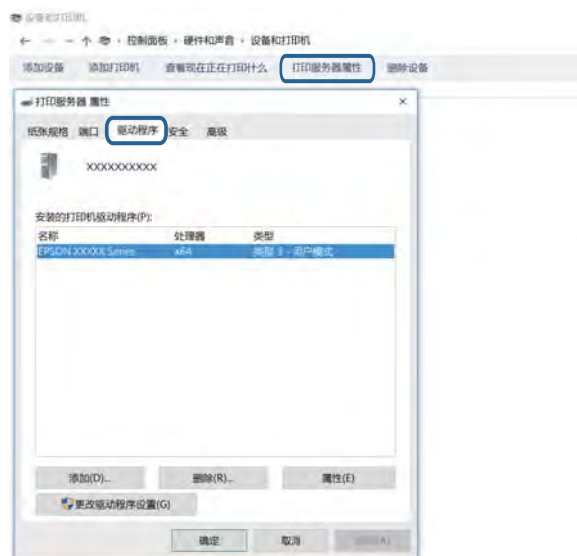 设备和打印机
控制面板 › 硬件和声音 › 设备和打印机
添加设备 添加打印机 查看现在正在打印什么 打印服务器属性 删除设备
打印服务器 属性
纸张规格 端口 驱动程序 安全 高级
XXXXXXXXXXX
安装的打印机驱动程序(P):
名称 处理器 类型
EPSON XXXXX Series x64 类型 3 - 用户模式
添加(D)... 删除(R)... 属性(E)
更改驱动程序设置(G)
确定 取消